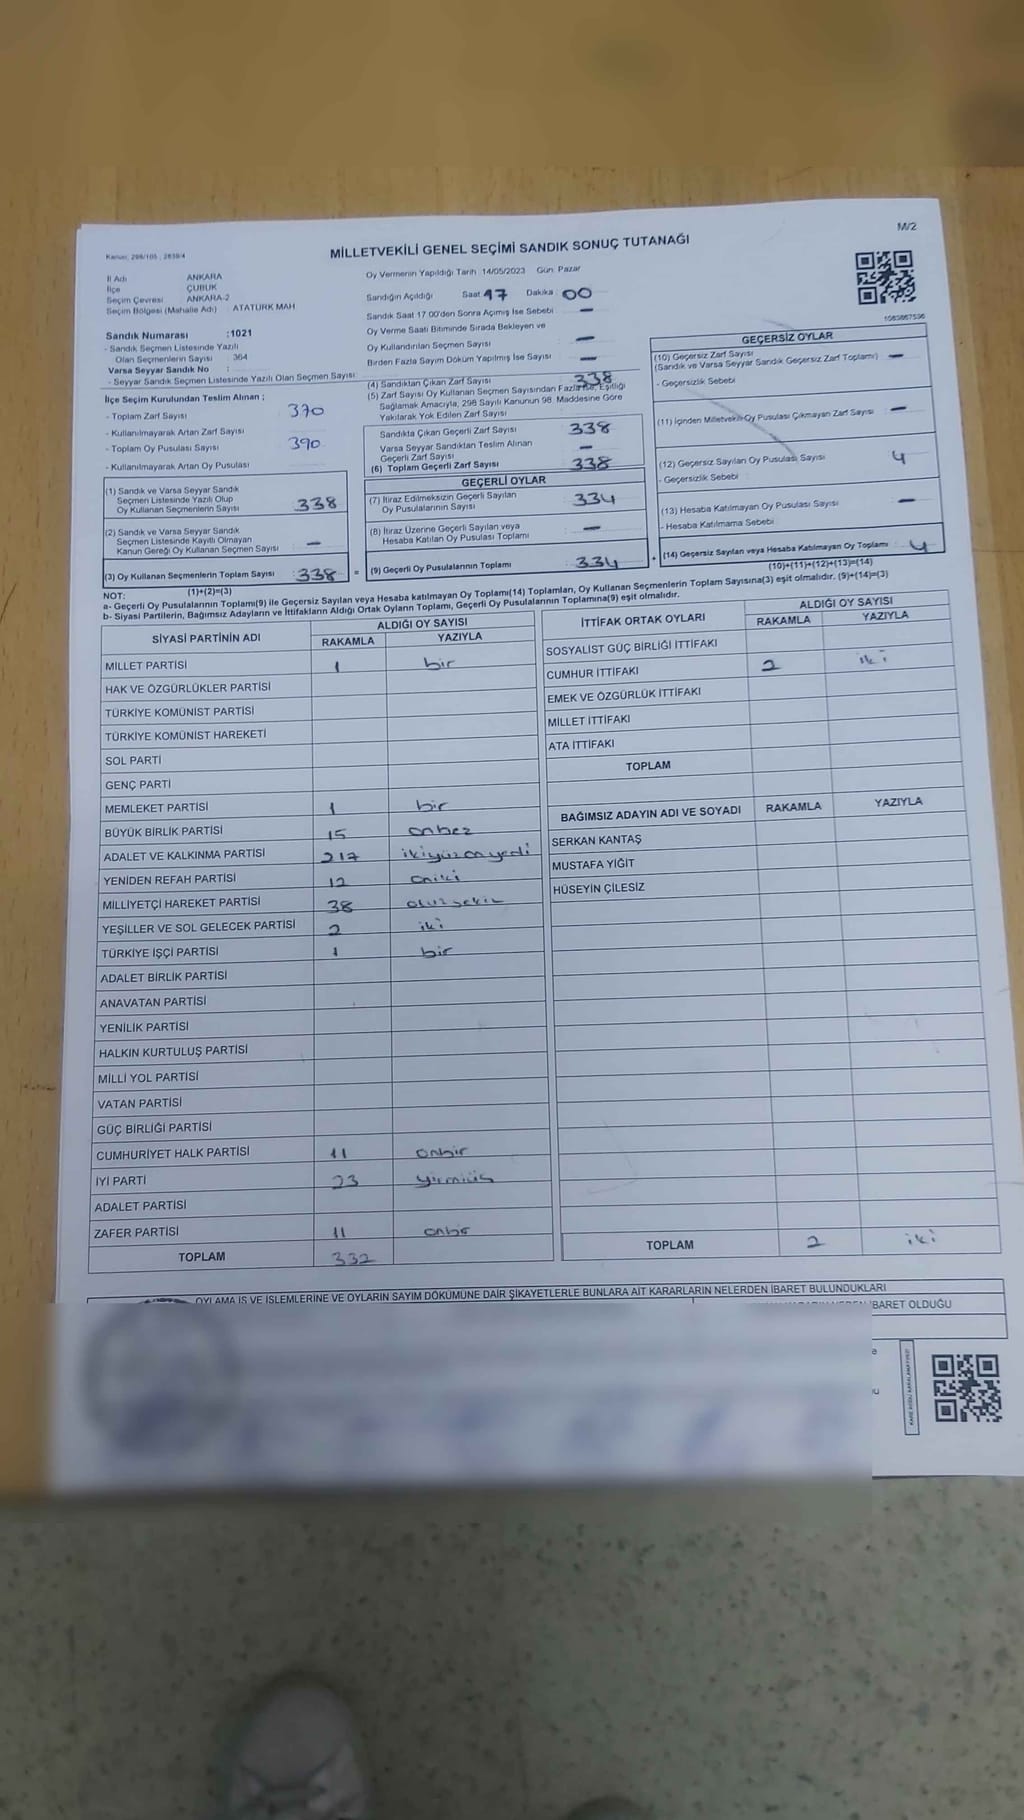 M/2
Kanun: 298/105 , 2839/4
MİLLETVEKİLİ GENEL SEÇİMİ SANDIK SONUÇ TUTANAĞI
İl Adı ANKARA
İlçe ÇUBUK
Seçim Çevresi ANKARA-2
Seçim Bölgesi (Mahalle Adı) ATATÜRK MAH
Sandık Numarası :1021
- Sandık Seçmen Listesinde Yazılı
Olan Seçmenlerin Sayısı : 364
Varsa Seyyar Sandık No :
- Seyyar Sandık Seçmen Listesinde Yazılı Olan Seçmen Sayısı:
İlçe Seçim Kurulundan Teslim Alınan ;
- Toplam Zarf Sayısı 370
- Kullanılmayarak Artan Zarf Sayısı
- Toplam Oy Pusulası Sayısı 390
- Kullanılmayarak Artan Oy Pusulası
(1) Sandık ve Varsa Seyyar Sandık
Seçmen Listesinde Yazılı Olup
Oy Kullanan Seçmenlerin Sayısı 338
(2) Sandık ve Varsa Seyyar Sandık
Seçmen Listesinde Kayıtlı Olmayan
Kanun Gereği Oy Kullanan Seçmen Sayısı —
(3) Oy Kullanan Seçmenlerin Toplam Sayısı 338 =
(1)+(2)=(3)
Oy Vermenin Yapıldığı Tarih 14/05/2023 Gün: Pazar
Sandığın Açıldığı Saat 17 Dakika : 00
Sandık Saat 17.00'den Sonra Açımış İse Sebebi : —
Oy Verme Saati Bitiminde Sırada Bekleyen ve
Oy Kullandırılan Seçmen Sayısı : —
Birden Fazla Sayım Döküm Yapılmış İse Sayısı : —
(4) Sandıktan Çıkan Zarf Sayısı 338
(5) Zarf Sayısı Oy Kullanan Seçmen Sayısından Fazla İse, Eşitliği
Sağlamak Amacıyla, 298 Sayılı Kanunun 98. Maddesine Göre
Yakılarak Yok Edilen Zarf Sayısı :
Sandıkta Çıkan Geçerli Zarf Sayısı 338
Varsa Seyyar Sandıktan Teslim Alınan
Geçerli Zarf Sayısı —
(6) Toplam Geçerli Zarf Sayısı 338
GEÇERLİ OYLAR
(7) İtiraz Edilmeksizin Geçerli Sayılan
Oy Pusulalarının Sayısı 334
(8) İtiraz Üzerine Geçerli Sayılan veya
Hesaba Katılan Oy Pusulası Toplamı —
(9) Geçerli Oy Pusulalarının Toplamı 334 +
1083867536
GEÇERSİZ OYLAR
(10) Geçersiz Zarf Sayısı
(Sandık ve Varsa Seyyar Sandık Geçersiz Zarf Toplamı) —
- Geçersizlik Sebebi
(11) İçinden Milletvekili Oy Pusulası Çıkmayan Zarf Sayısı —
(12) Geçersiz Sayılan Oy Pusulası Sayısı 4
- Geçersizlik Sebebi
(13) Hesaba Katılmayan Oy Pusulası Sayısı —
- Hesaba Katılmama Sebebi
(14) Geçersiz Sayılan veya Hesaba Katılmayan Oy Toplamı 4
(10)+(11)+(12)+(13)=(14)
NOT:
a- Geçerli Oy Pusulalarının Toplamı(9) ile Geçersiz Sayılan veya Hesaba katılmayan Oy Toplamı(14) Toplamları, Oy Kullanan Seçmenlerin Toplam Sayısına(3) eşit olmalıdır. (9)+(14)=(3)
b- Siyasi Partilerin, Bağımsız Adayların ve İttifakların Aldığı Ortak Oyların Toplamı, Geçerli Oy Pusulalarının Toplamına(9) eşit olmalıdır.
SİYASİ PARTİNİN ADI ALDIĞI OY SAYISI
RAKAMLA YAZIYLA
MİLLET PARTİSİ 1 bir
HAK VE ÖZGÜRLÜKLER PARTİSİ
TÜRKİYE KOMÜNİST PARTİSİ
TÜRKİYE KOMÜNİST HAREKETİ
SOL PARTİ
GENÇ PARTİ
MEMLEKET PARTİSİ 1 bir
BÜYÜK BİRLİK PARTİSİ 15 onbeş
ADALET VE KALKINMA PARTİSİ 217 ikiyüzonyedi
YENİDEN REFAH PARTİSİ 12 oniki
MİLLİYETÇİ HAREKET PARTİSİ 38 otuzsekiz
YEŞİLLER VE SOL GELECEK PARTİSİ 2 iki
TÜRKİYE İŞÇİ PARTİSİ 1 bir
ADALET BİRLİK PARTİSİ
ANAVATAN PARTİSİ
YENİLİK PARTİSİ
HALKIN KURTULUŞ PARTİSİ
MİLLİ YOL PARTİSİ
VATAN PARTİSİ
GÜÇ BİRLİĞİ PARTİSİ
CUMHURİYET HALK PARTİSİ 11 onbir
İYİ PARTİ 23 yirmiüç
ADALET PARTİSİ
ZAFER PARTİSİ 11 onbir
TOPLAM 332
İTTİFAK ORTAK OYLARI ALDIĞI OY SAYISI
RAKAMLA YAZIYLA
SOSYALİST GÜÇ BİRLİĞİ İTTİFAKI
CUMHUR İTTİFAKI 2 iki
EMEK VE ÖZGÜRLÜK İTTİFAKI
MİLLET İTTİFAKI
ATA İTTİFAKI
TOPLAM
BAĞIMSIZ ADAYIN ADI VE SOYADI RAKAMLA YAZIYLA
SERKAN KANTAŞ
MUSTAFA YİĞİT
HÜSEYİN ÇİLESİZ
TOPLAM 2 iki
OYLAMA İŞ VE İŞLEMLERİNE VE OYLARIN SAYIM DÖKÜMÜNE DAİR ŞİKAYETLERLE BUNLARA AİT KARARLARIN NELERDEN İBARET BULUNDUKLARI
İBARET OLDUĞU